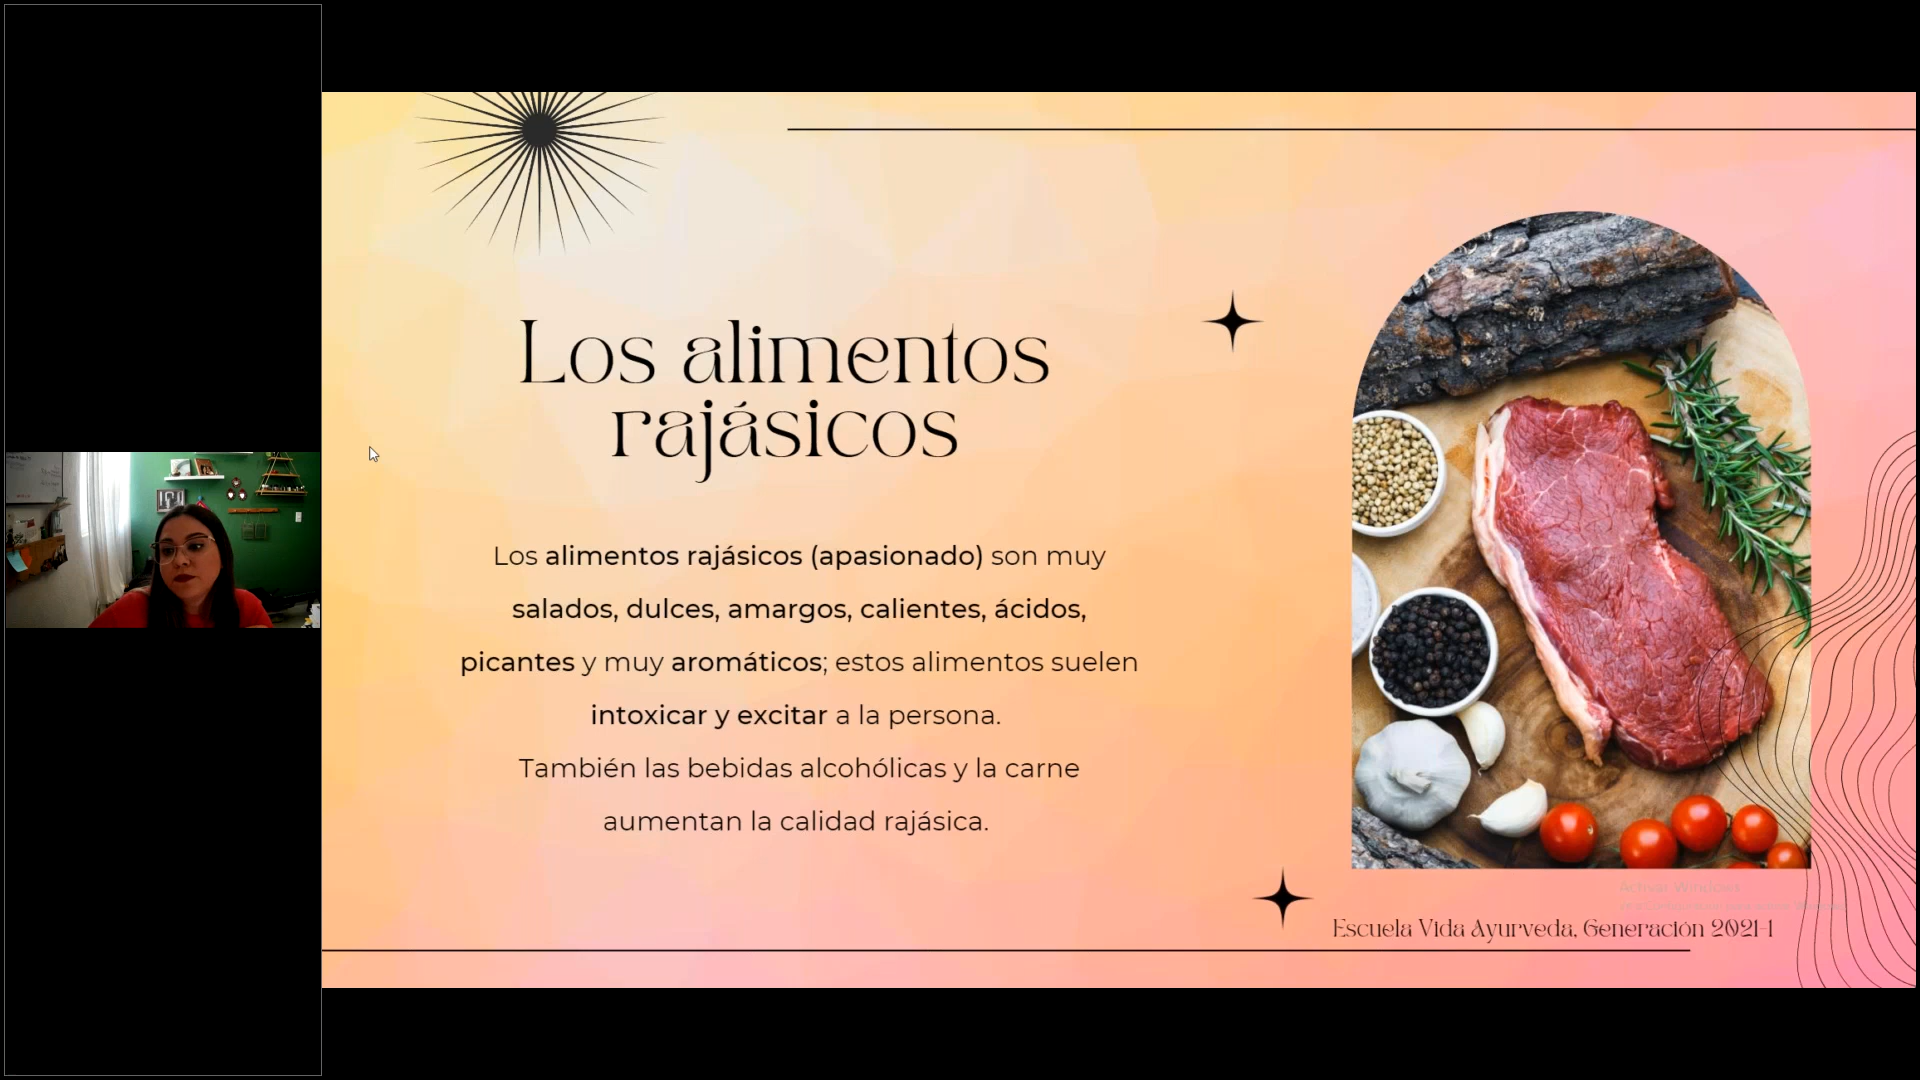 Los alimentos
rajásicos
Los alimentos rajásicos (apasionado) son muy
salados, dulces, amargos, calientes, ácidos,
picantes y muy aromáticos; estos alimentos suelen
intoxicar y excitar a la persona.
También las bebidas alcohólicas y la carne
aumentan la calidad rajásica.
Activar Windows
Escuela Vida Ayurveda, Generación 2021-1